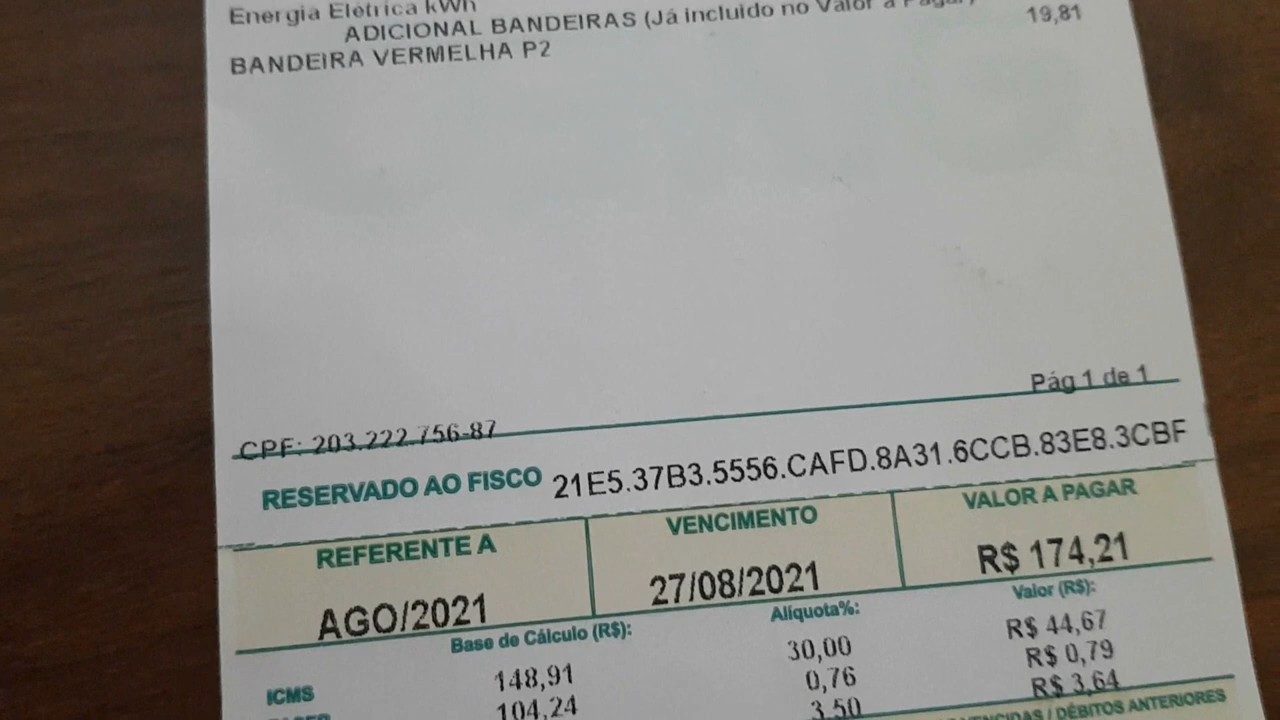 Energia Elétrica kWh
ADICIONAL BANDEIRAS (Já incluido no Valor a Pagar)
19,81
BANDEIRA VERMELHA P2
Pág 1 de 1
CPF: 203.222.756-87
RESERVADO AO FISCO 21E5.37B3.5556.CAFD.8A31.6CCB.83E8.3CBF
REFERENTE A VENCIMENTO VALOR A PAGAR
AGO/2021 27/08/2021 R$ 174,21
Base de Cálculo (R$): Alíquota%: Valor (R$):
ICMS 148,91 30,00 R$ 44,67
104,24 0,76 R$ 0,79
3,50 R$ 3,64
/ DÉBITOS ANTERIORES